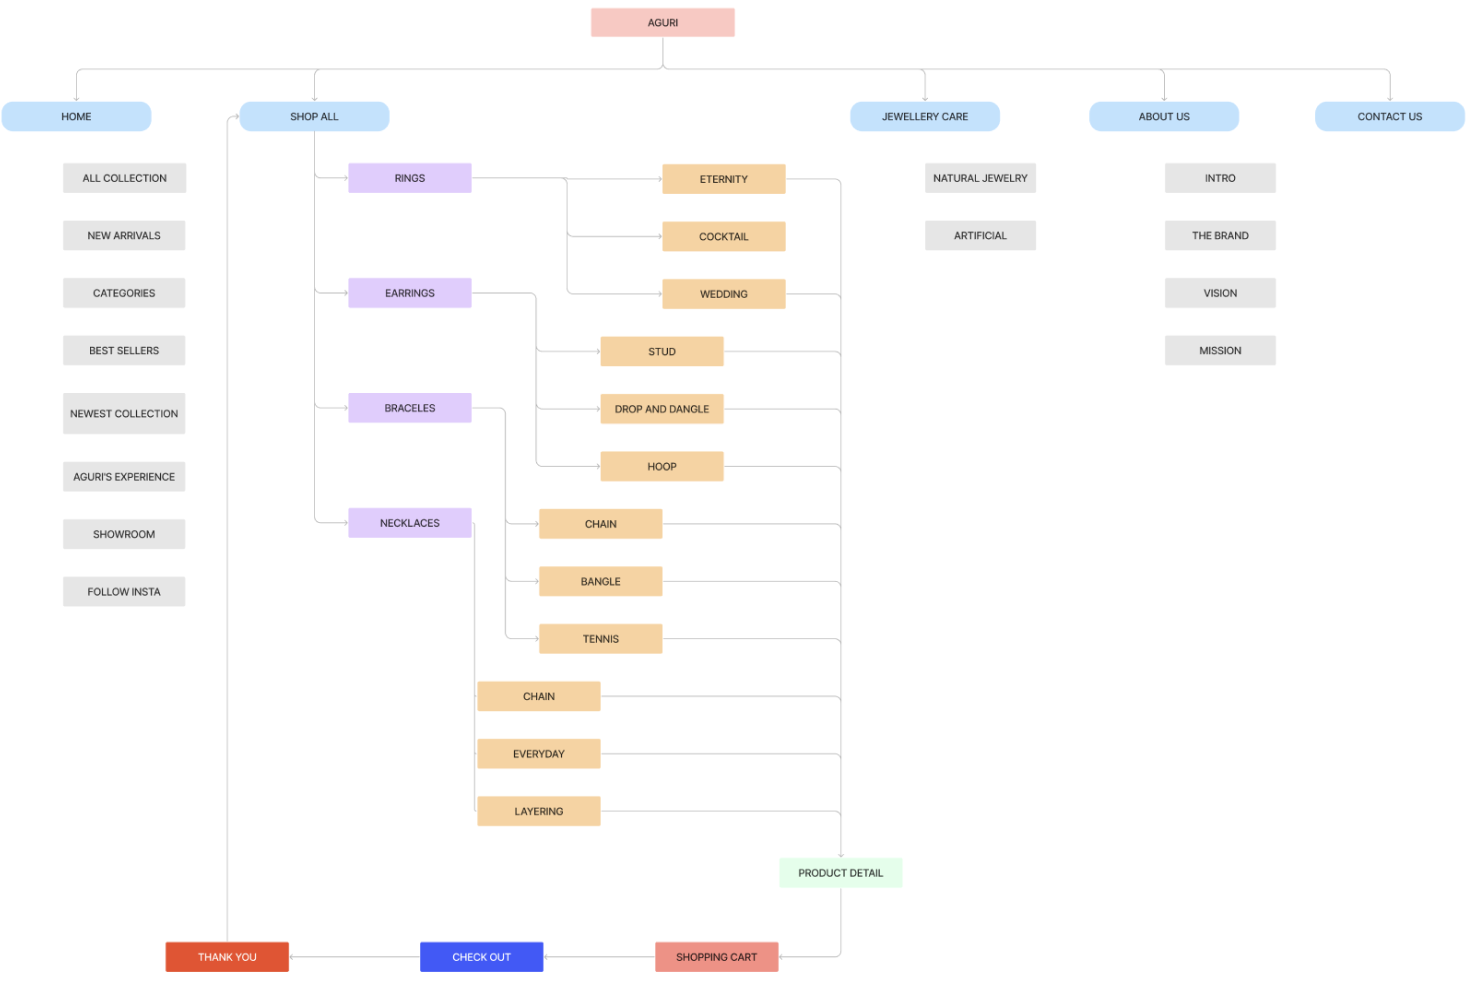 AGURI
HOME
SHOP ALL
JEWELLERY CARE
ABOUT US
CONTACT US
ALL COLLECTION
RINGS
ETERNITY
NATURAL JEWELRY
INTRO
NEW ARRIVALS
COCKTAIL
ARTIFICIAL
THE BRAND
CATEGORIES
EARRINGS
WEDDING
VISION
BEST SELLERS
STUD
MISSION
NEWEST COLLECTION
BRACELES
DROP AND DANGLE
AGURI'S EXPERIENCE
HOOP
SHOWROOM
NECKLACES
CHAIN
FOLLOW INSTA
BANGLE
TENNIS
CHAIN
EVERYDAY
LAYERING
PRODUCT DETAIL
THANK YOU
CHECK OUT
SHOPPING CART